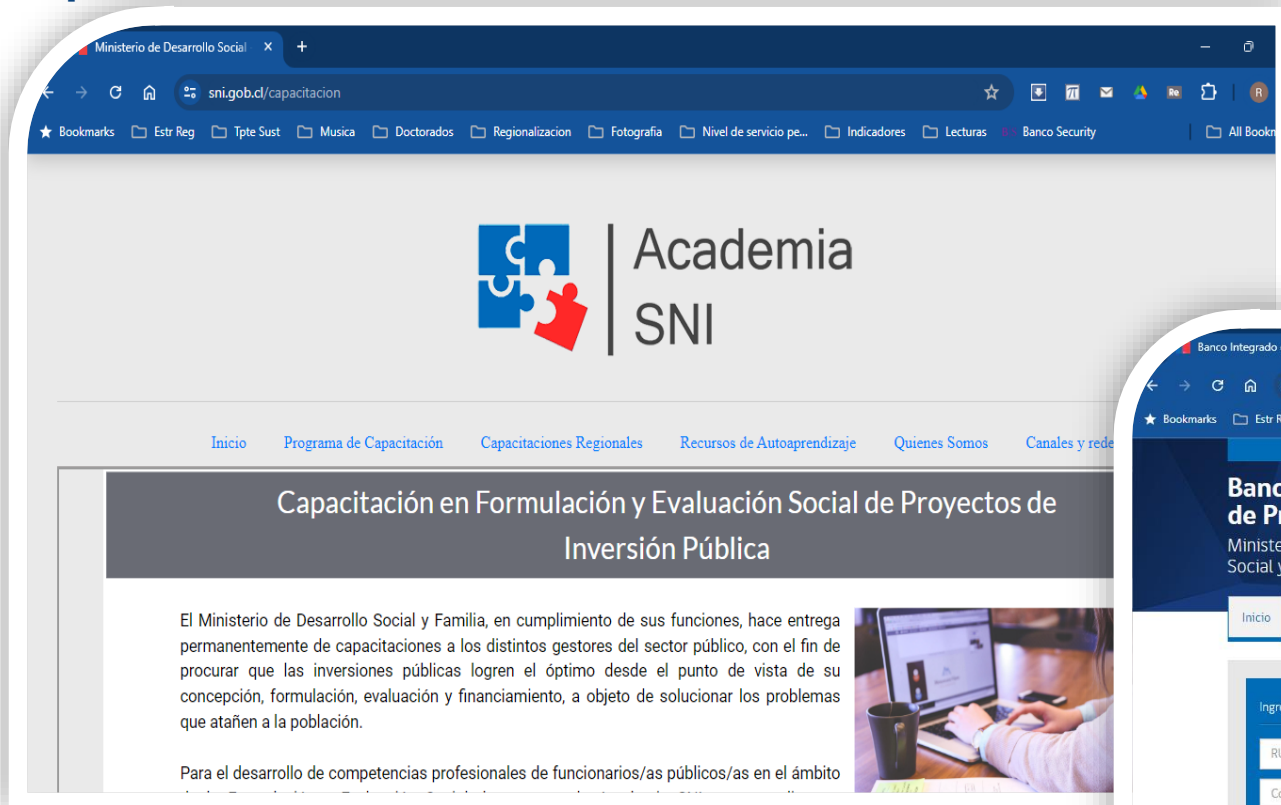 Ministerio de Desarrollo Social
sni.gob.cl/capacitacion
Bookmarks Estr Reg Tpte Sust Musica Doctorados Regionalizacion Fotografia Nivel de servicio pe... Indicadores Lecturas Banco Security All Bookm
Academia
SNI
Inicio Programa de Capacitación Capacitaciones Regionales Recursos de Autoaprendizaje Quienes Somos Canales y rede
Capacitación en Formulación y Evaluación Social de Proyectos de
Inversión Pública
El Ministerio de Desarrollo Social y Familia, en cumplimiento de sus funciones, hace entrega
permanentemente de capacitaciones a los distintos gestores del sector público, con el fin de
procurar que las inversiones públicas logren el óptimo desde el punto de vista de su
concepción, formulación, evaluación y financiamiento, a objeto de solucionar los problemas
que atañen a la población.
Para el desarrollo de competencias profesionales de funcionarios/as públicos/as en el ámbito
Banco Integrado
Bookmarks Estr R
Banc
de Pr
Ministe
Social y
Inicio
Ingre
RU
Co